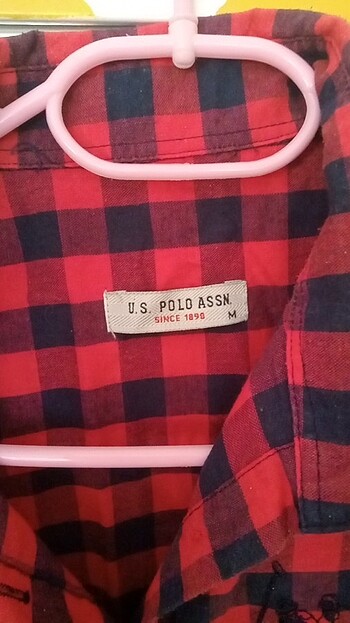 U.S. POLO ASSN.
SINCE 1890
M